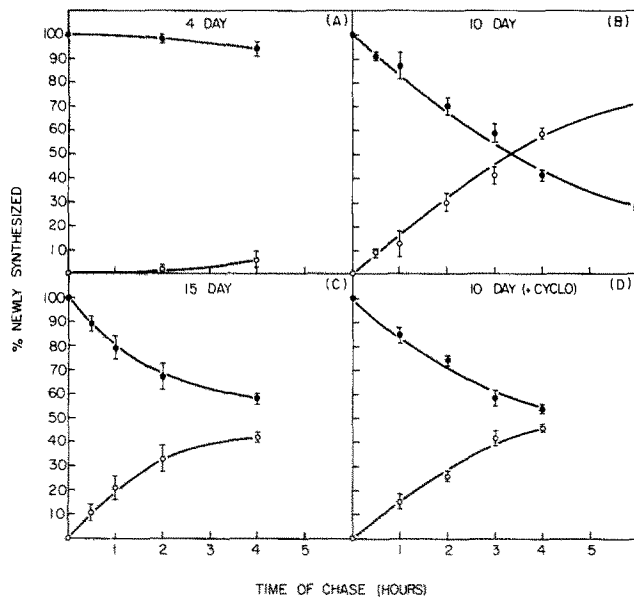 4 DAY (A)
10 DAY (B)
100
90
80
70
60
50
40
30
20
10
15 DAY (C)
10 DAY (+ CYCLO) (D)
100
90
80
70
60
50
40
30
20
10
% NEWLY SYNTHESIZED
1 2 3 4 5 1 2 3 4 5
TIME OF CHASE (HOURS)